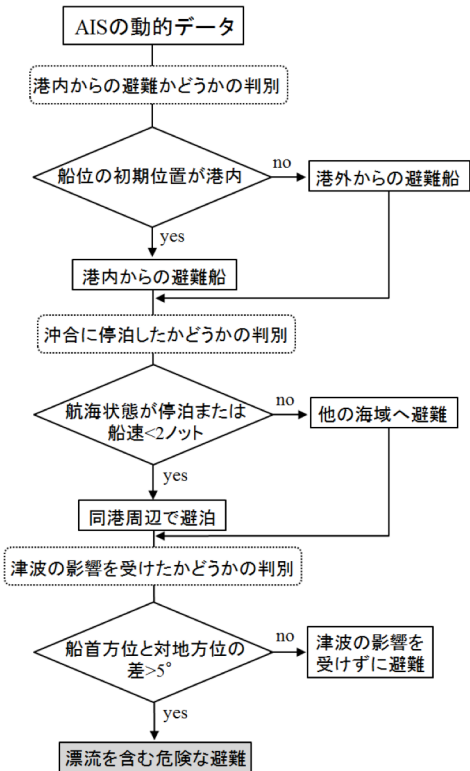 AISの動的データ
港内からの避難かどうかの判別
船位の初期位置が港内
no
港外からの避難船
yes
港内からの避難船
沖合に停泊したかどうかの判別
航海状態が停泊または
船速<2ノット
no
他の海域へ避難
yes
同港周辺で避泊
津波の影響を受けたかどうかの判別
船首方位と対地方位の
差>5°
no
津波の影響を
受けずに避難
yes
漂流を含む危険な避難